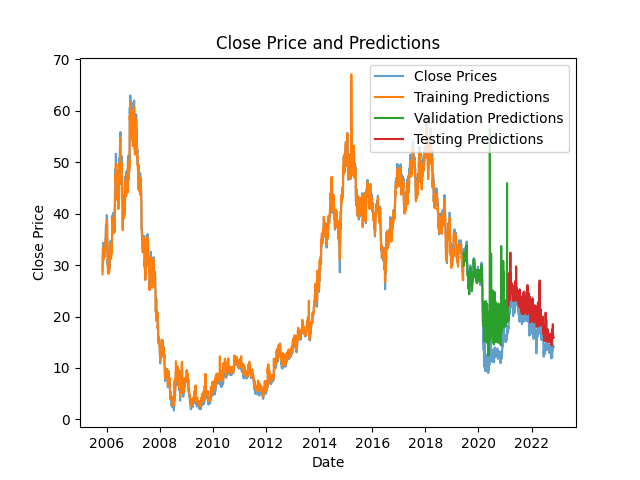 Close Price and Predictions
Close Prices
Training Predictions
Validation Predictions
Testing Predictions
Close Price
70
60
50
40
30
20
10
0
2006 2008 2010 2012 2014 2016 2018 2020 2022
Date